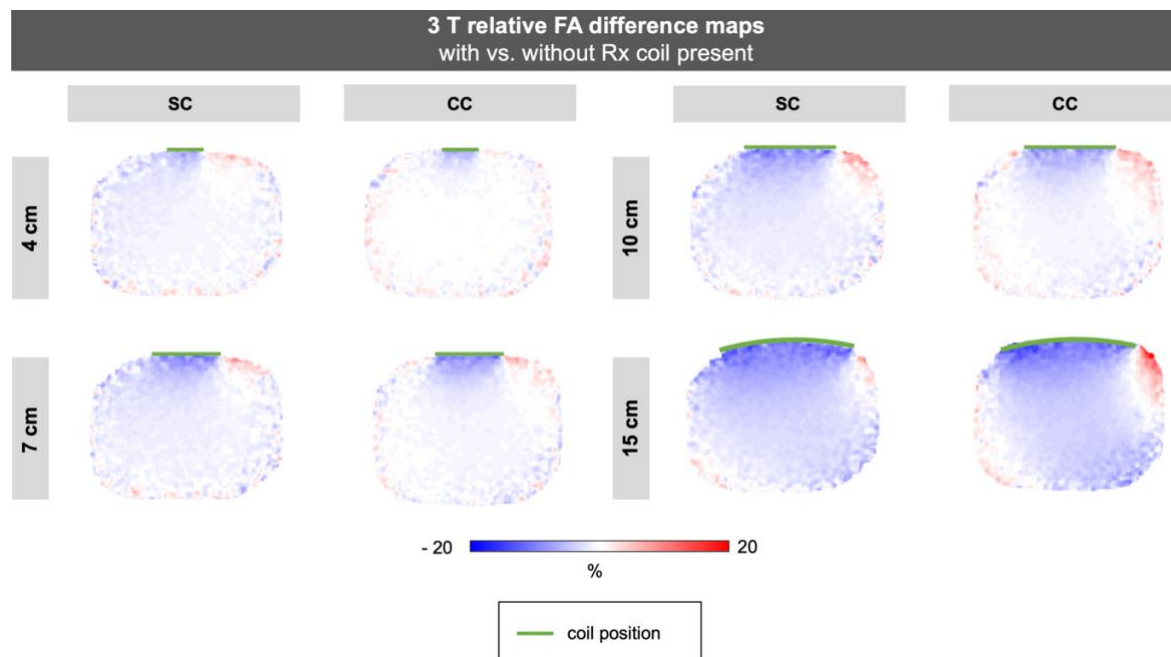 3 T relative FA difference maps
with vs. without Rx coil present
SC
CC
SC
CC
4 cm
10 cm
7 cm
15 cm
- 20
20
%
coil position